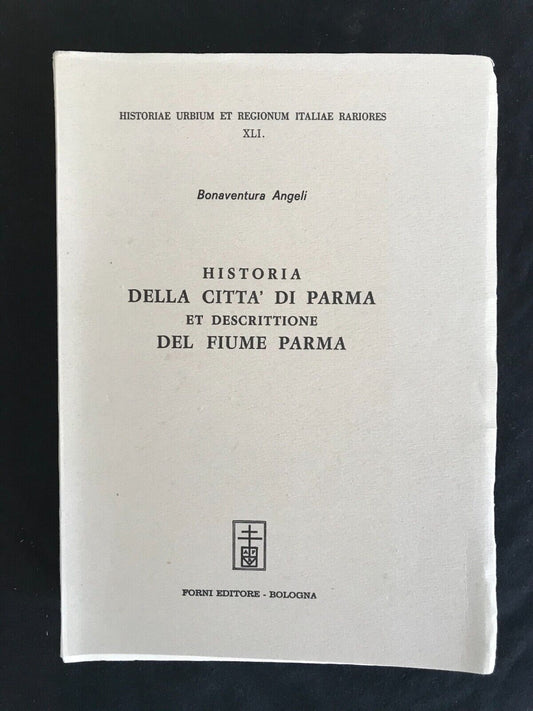 HISTORIAE URBIUM ET REGIONUM ITALIAE RARIORES
XLI.
Bonaventura Angeli
HISTORIA
DELLA CITTA' DI PARMA
ET DESCRITTIONE
DEL FIUME PARMA
FORNI EDITORE - BOLOGNA